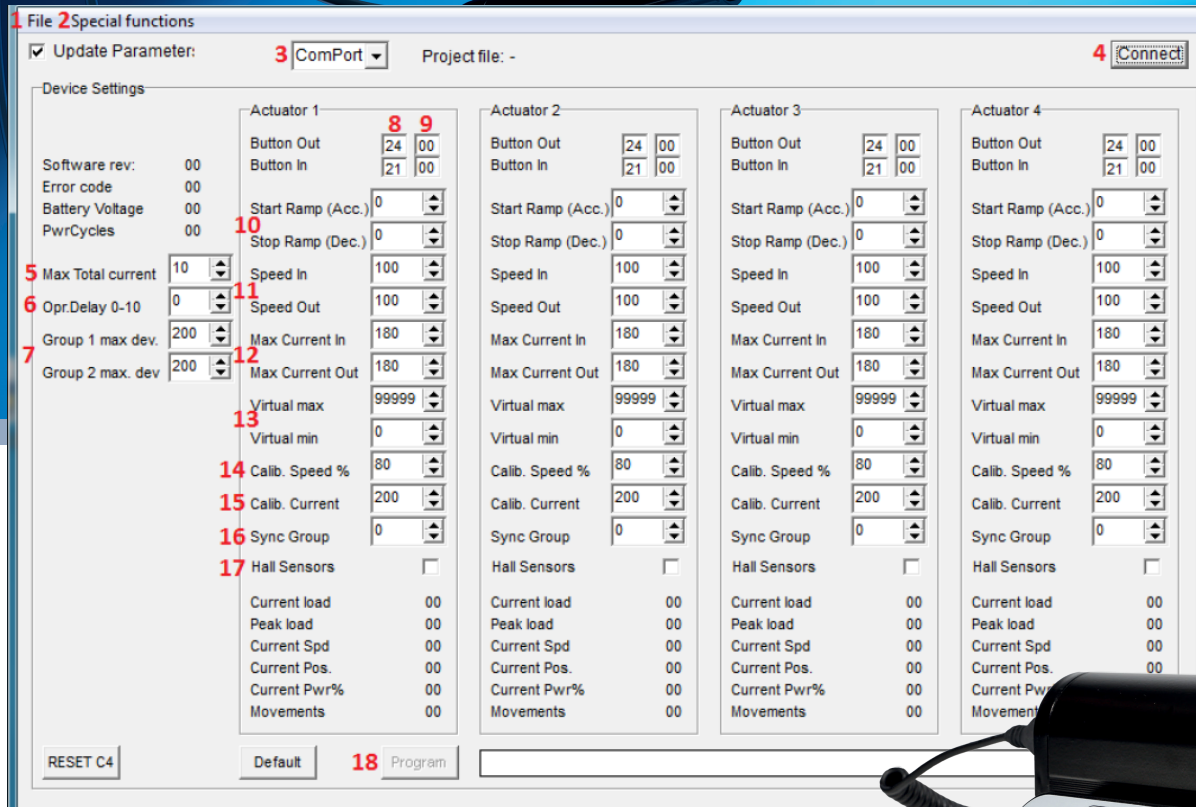 1 File 2 Special functions
Update Parameter:
3 ComPort
Project file: -
4 Connect
Device Settings
Software rev: 00
Error code 00
Battery Voltage 00
PwrCycles 00
5 Max Total current 10
6 Opr.Delay 0-10 0
7
Group 1 max dev. 200
Group 2 max. dev 200
Actuator 1
8 9
Button Out 24 00
Button In 21 00
10
Start Ramp (Acc.) 0
Stop Ramp (Dec.) 0
11
Speed In 100
Speed Out 100
12
Max Current In 180
Max Current Out 180
13
Virtual max 99999
Virtual min 0
14 Calib. Speed % 80
15 Calib. Current 200
16 Sync Group 0
17 Hall Sensors
Current load 00
Peak load 00
Current Spd 00
Current Pos. 00
Current Pwr% 00
Movements 00
Actuator 2
Button Out 24 00
Button In 21 00
Start Ramp (Acc.) 0
Stop Ramp (Dec.) 0
Speed In 100
Speed Out 100
Max Current In 180
Max Current Out 180
Virtual max 99999
Virtual min 0
Calib. Speed % 80
Calib. Current 200
Sync Group 0
Hall Sensors
Current load 00
Peak load 00
Current Spd 00
Current Pos. 00
Current Pwr% 00
Movements 00
Actuator 3
Button Out 24 00
Button In 21 00
Start Ramp (Acc.) 0
Stop Ramp (Dec.) 0
Speed In 100
Speed Out 100
Max Current In 180
Max Current Out 180
Virtual max 99999
Virtual min 0
Calib. Speed % 80
Calib. Current 200
Sync Group 0
Hall Sensors
Current load 00
Peak load 00
Current Spd 00
Current Pos. 00
Current Pwr% 00
Movements 00
Actuator 4
Button Out 24 00
Button In 21 00
Start Ramp (Acc.) 0
Stop Ramp (Dec.) 0
Speed In 100
Speed Out 100
Max Current In 180
Max Current Out 180
Virtual max 99999
Virtual min 0
Calib. Speed % 80
Calib. Current 200
Sync Group 0
Hall Sensors
Current load 00
Peak load 00
Current Spd 00
Current Pos. 00
Current
RESET C4
Default
18 Program